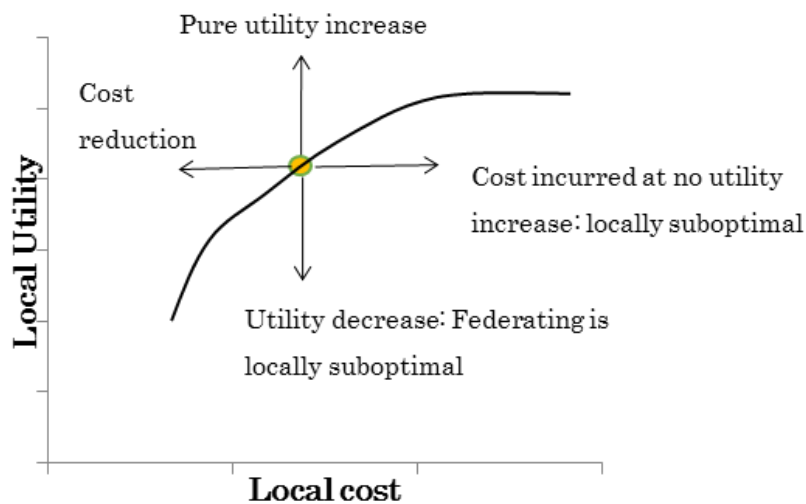 Pure utility increase
Cost
reduction
Cost incurred at no utility
increase: locally suboptimal
Utility decrease: Federating is
locally suboptimal
Local Utility
Local cost